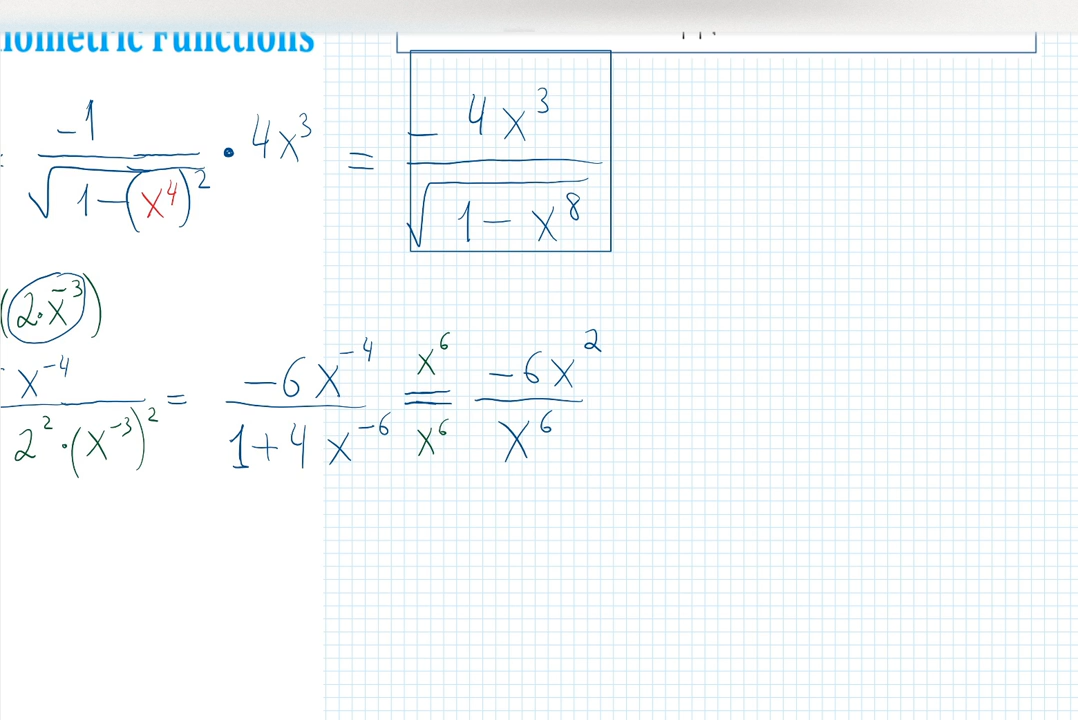 nometric Functions
= -1/√(1-(x⁴)²) • 4x³ = - 4x³/√(1-x⁸)
(2·x⁻³)
x⁻⁴/(2²·(x⁻³)²) = -6x⁻⁴/(1+4x⁻⁶) x⁶/x⁶ = -6x²/x⁶